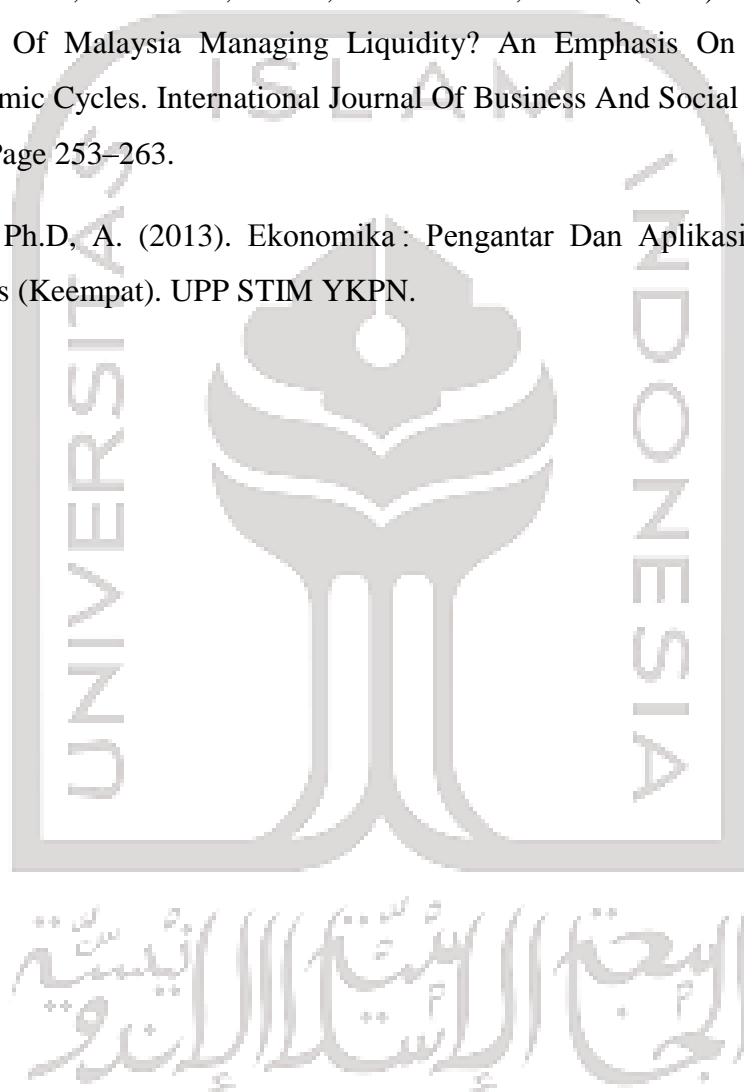 Of Malaysia Managing Liquidity? An Emphasis On
mic Cycles. International Journal Of Business And Social
Page 253–263.
Ph.D, A. (2013). Ekonomika : Pengantar Dan Aplikasi
s (Keempat). UPP STIM YKPN.
ISLAM
UNIVERSITAS
INDONESIA